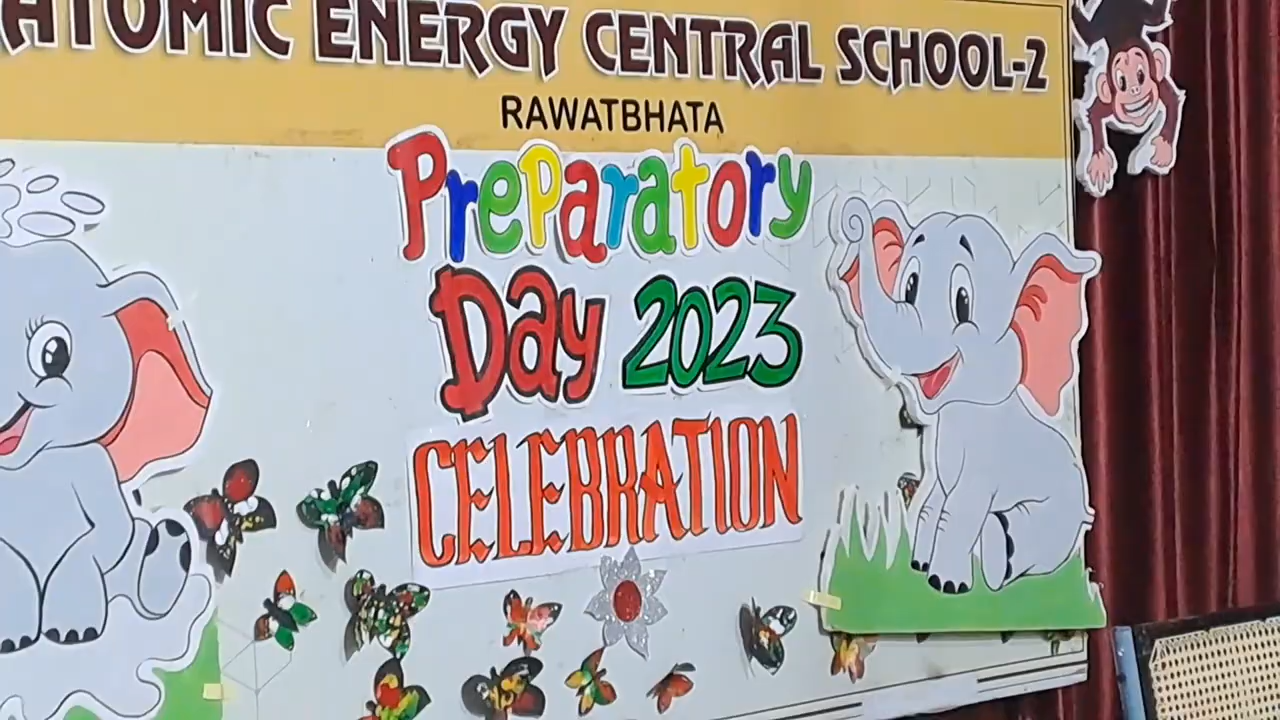 ATOMIC ENERGY CENTRAL SCHOOL-2
RAWATBHATA
Preparatory
Day 2023
CELEBRATION